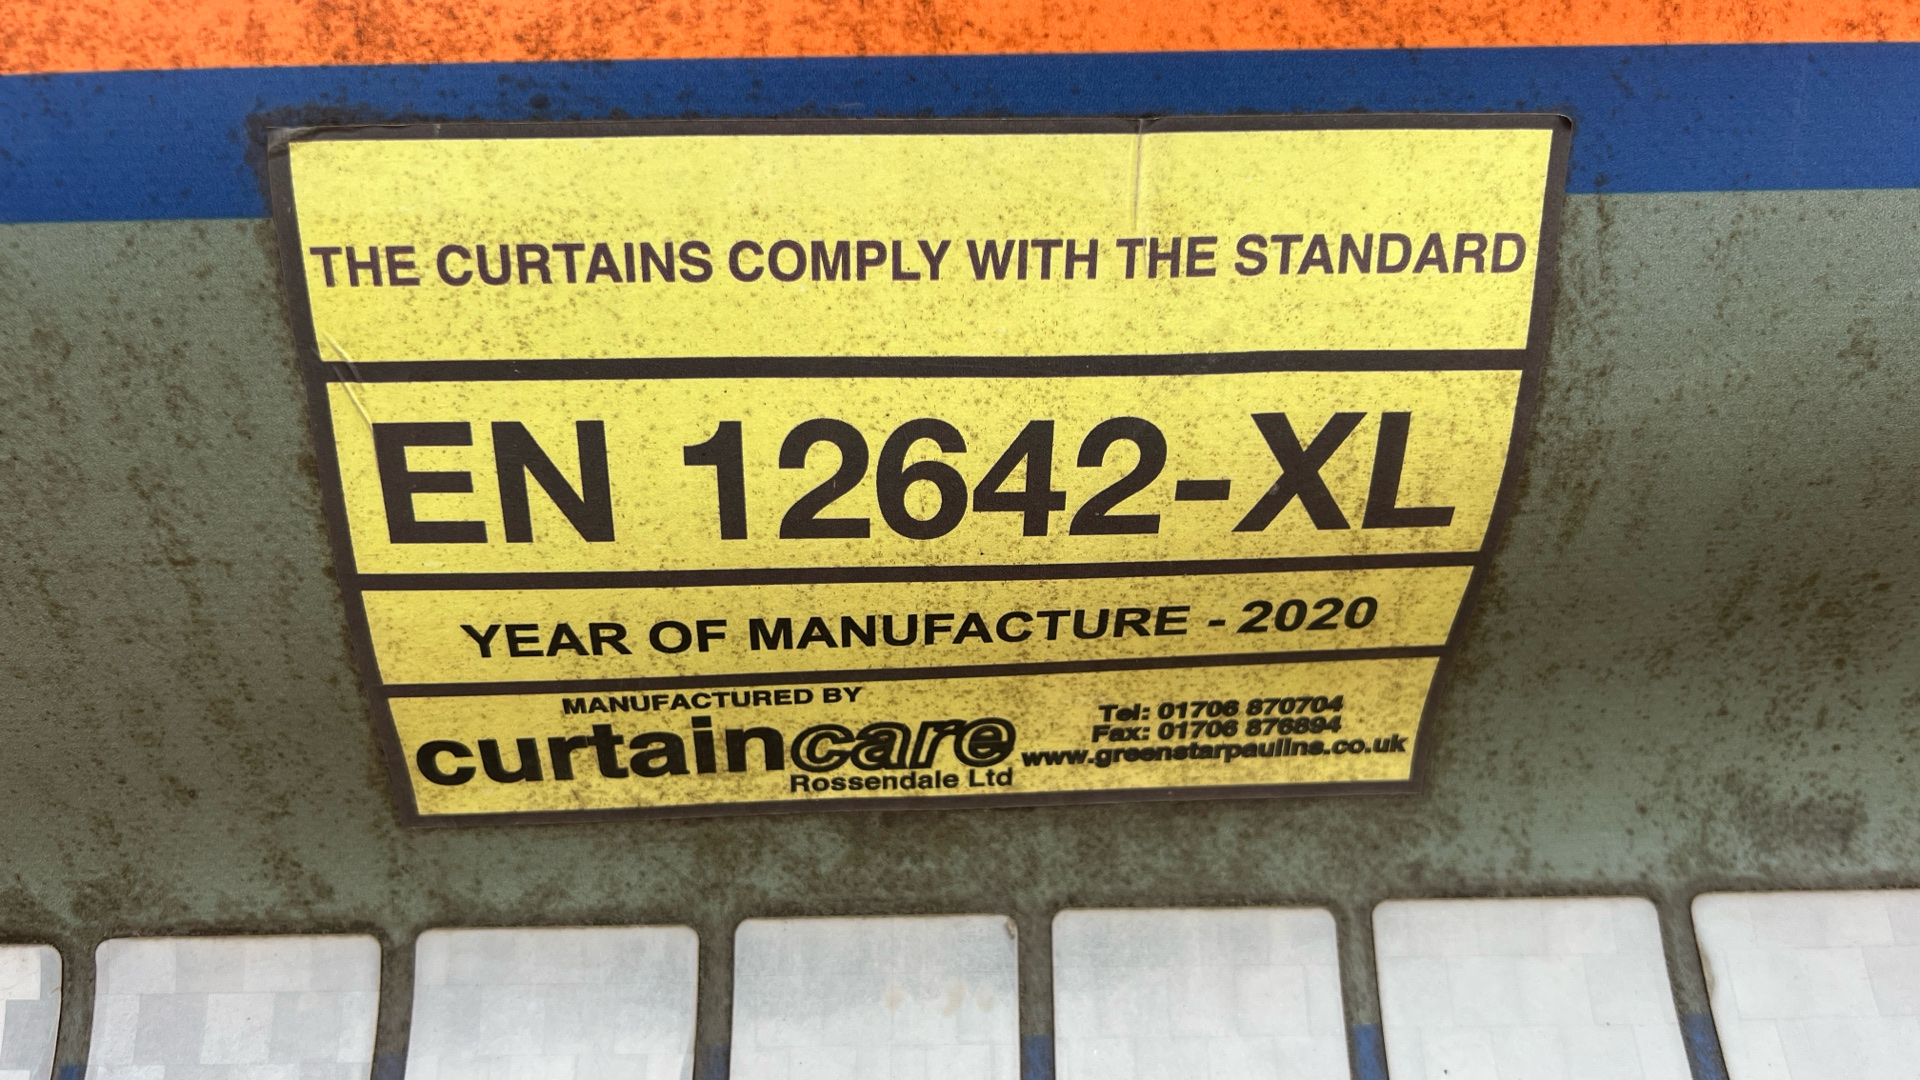 THE CURTAINS COMPLY WITH THE STANDARD
EN 12642-XL
YEAR OF MANUFACTURE - 2020
MANUFACTURED BY
curtaincare
Rossendale Ltd
Tel: 01706 870704
Fax: 01706 876894
www.greenstarpaulins.co.uk